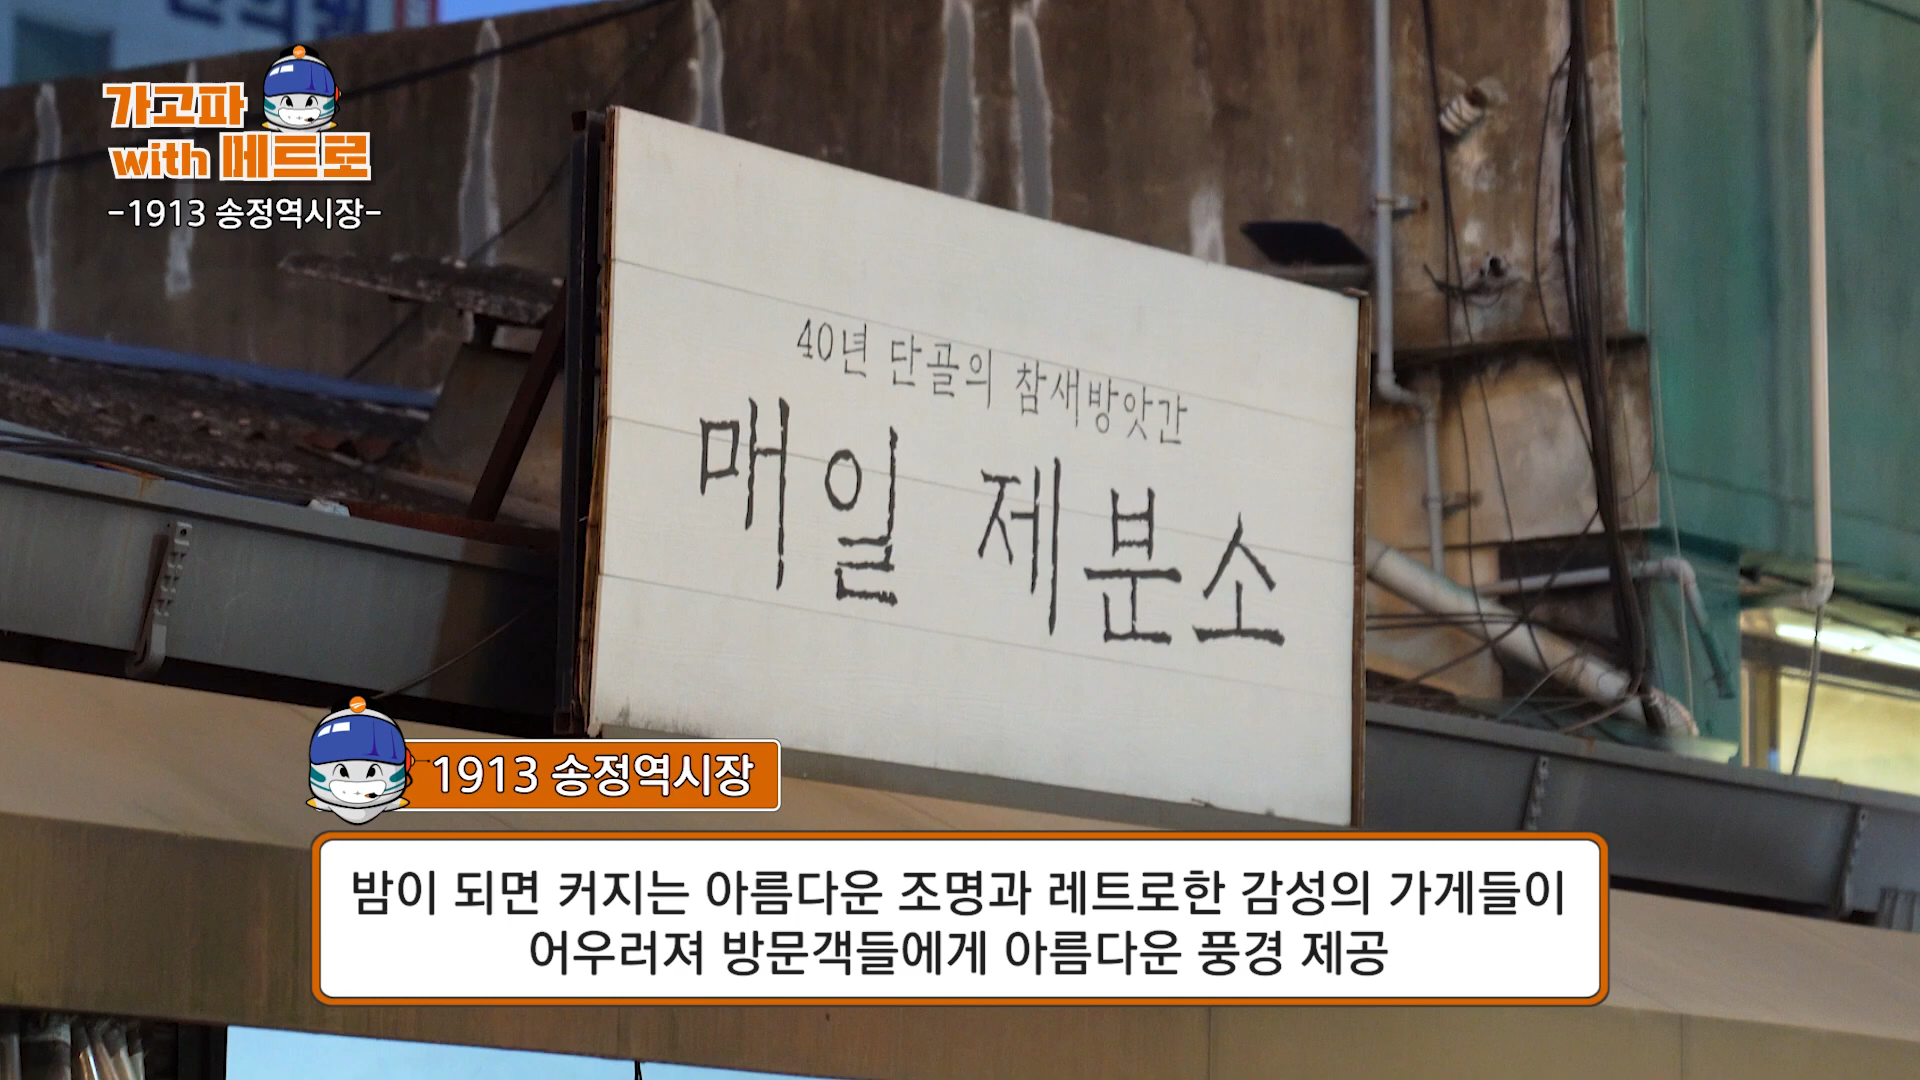 가고파
with 메트로
-1913 송정역시장-
40년 단골의 참새방앗간
매일 제분소
1913 송정역시장
밤이 되면 커지는 아름다운 조명과 레트로한 감성의 가게들이
어우러져 방문객들에게 아름다운 풍경 제공